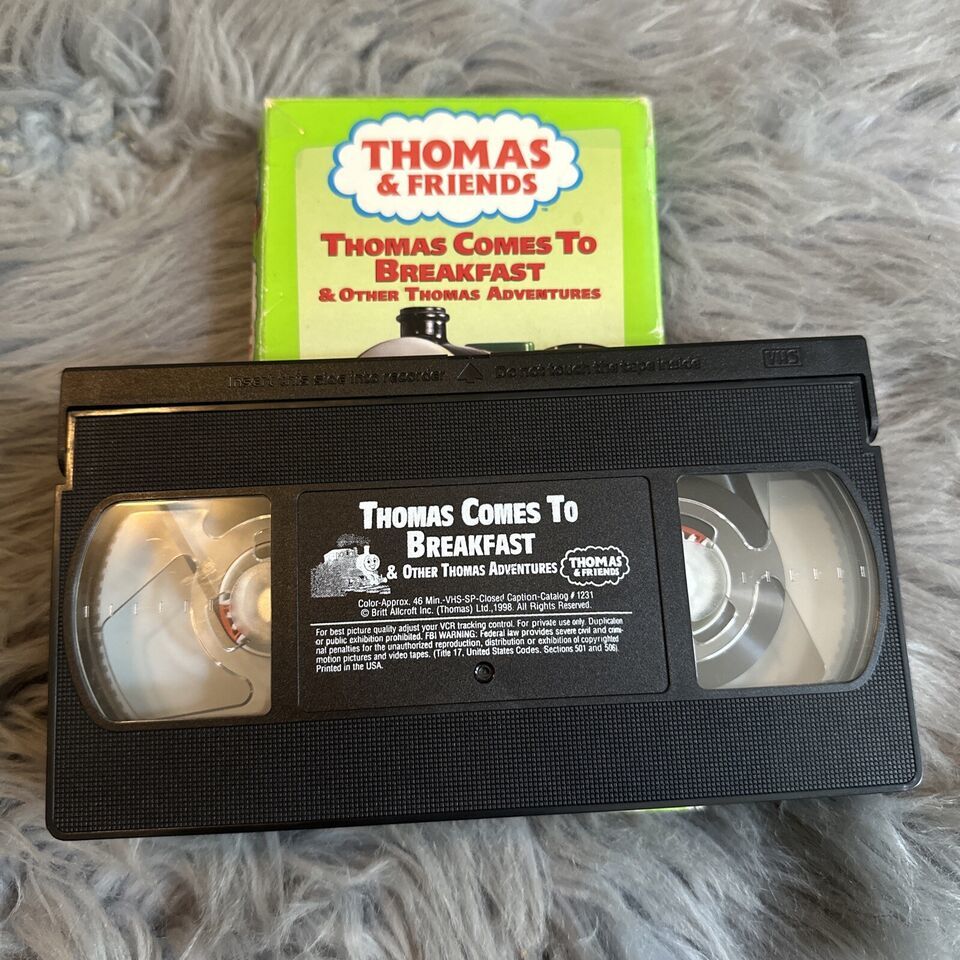 THOMAS
& FRIENDS
™
THOMAS COMES TO
BREAKFAST
& OTHER THOMAS ADVENTURES
Insert this side into recorder Do not touch the tape inside
VHS
THOMAS COMES TO
BREAKFAST
& OTHER THOMAS ADVENTURES
THOMAS
& FRIENDS
Color-Approx. 46 Min.-VHS-SP-Closed Caption-Catalog # 1231
© Britt Allcroft Inc. (Thomas) Ltd.,1998. All Rights Reserved.
For best picture quality adjust your VCR tracking control. For private use only. Duplication
or public exhibition prohibited. FBI WARNING: Federal law provides severe civil and crimi-
nal penalties for the unauthorized reproduction, distribution or exhibition of copyrighted
motion pictures and video tapes. (Title 17, United States Codes. Sections 501 and 506).
Printed in the USA.